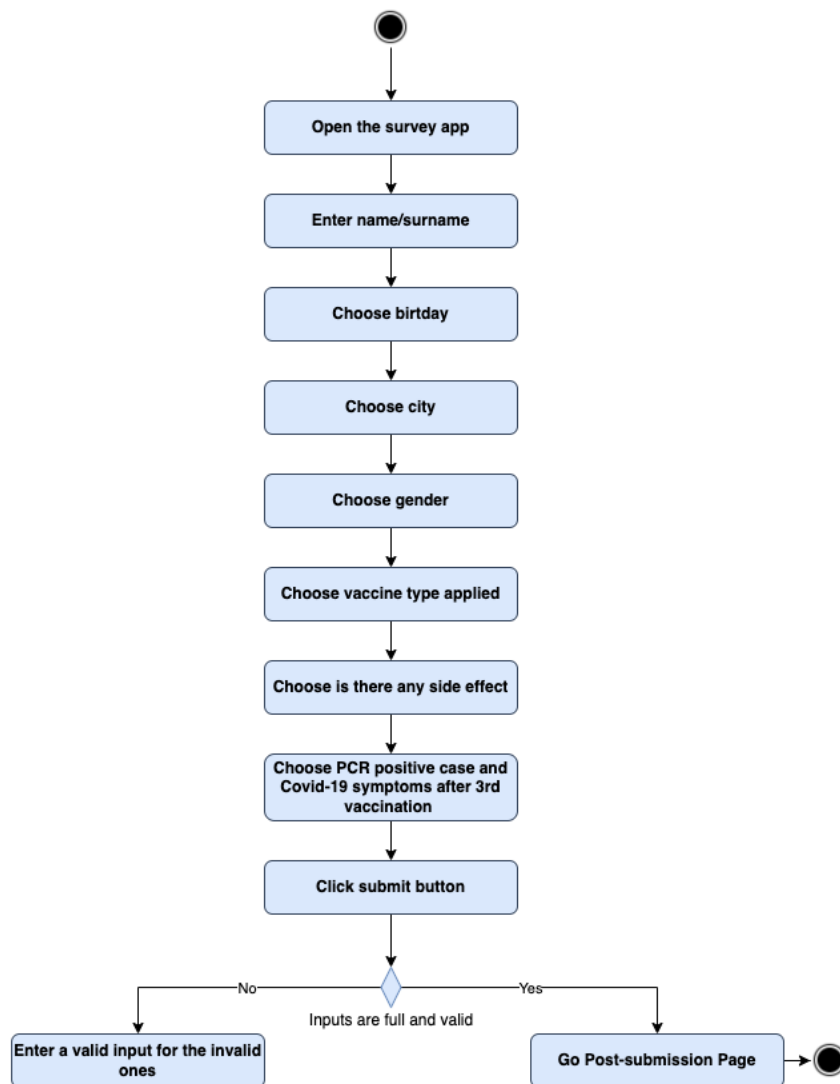 Open the survey app
Enter name/surname
Choose birtday
Choose city
Choose gender
Choose vaccine type applied
Choose is there any side effect
Choose PCR positive case and
Covid-19 symptoms after 3rd
vaccination
Click submit button
No
Yes
Inputs are full and valid
Enter a valid input for the invalid
ones
Go Post-submission Page